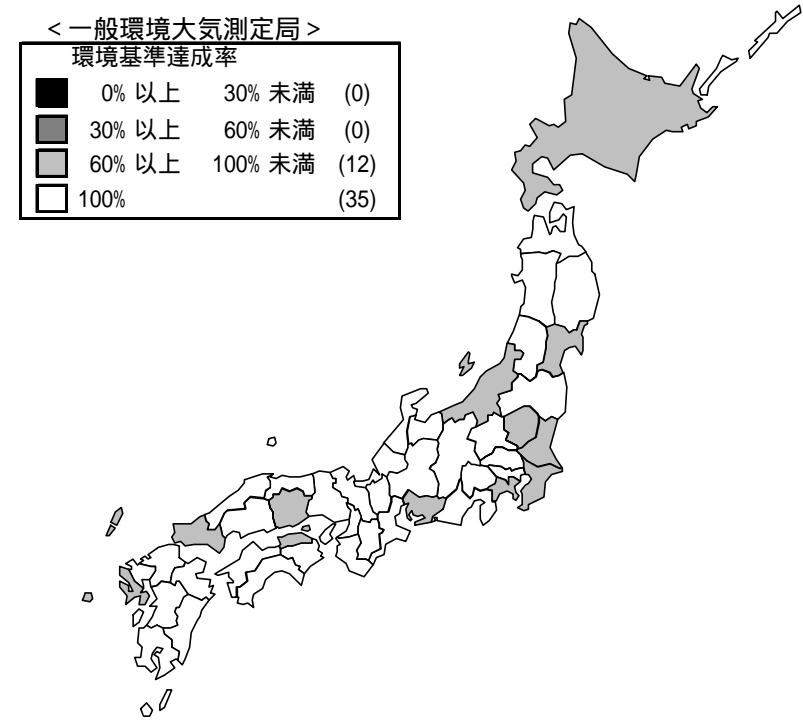 <一般環境大気測定局>
環境基準達成率
0% 以上 30% 未満 (0)
30% 以上 60% 未満 (0)
60% 以上 100% 未満 (12)
100% (35)